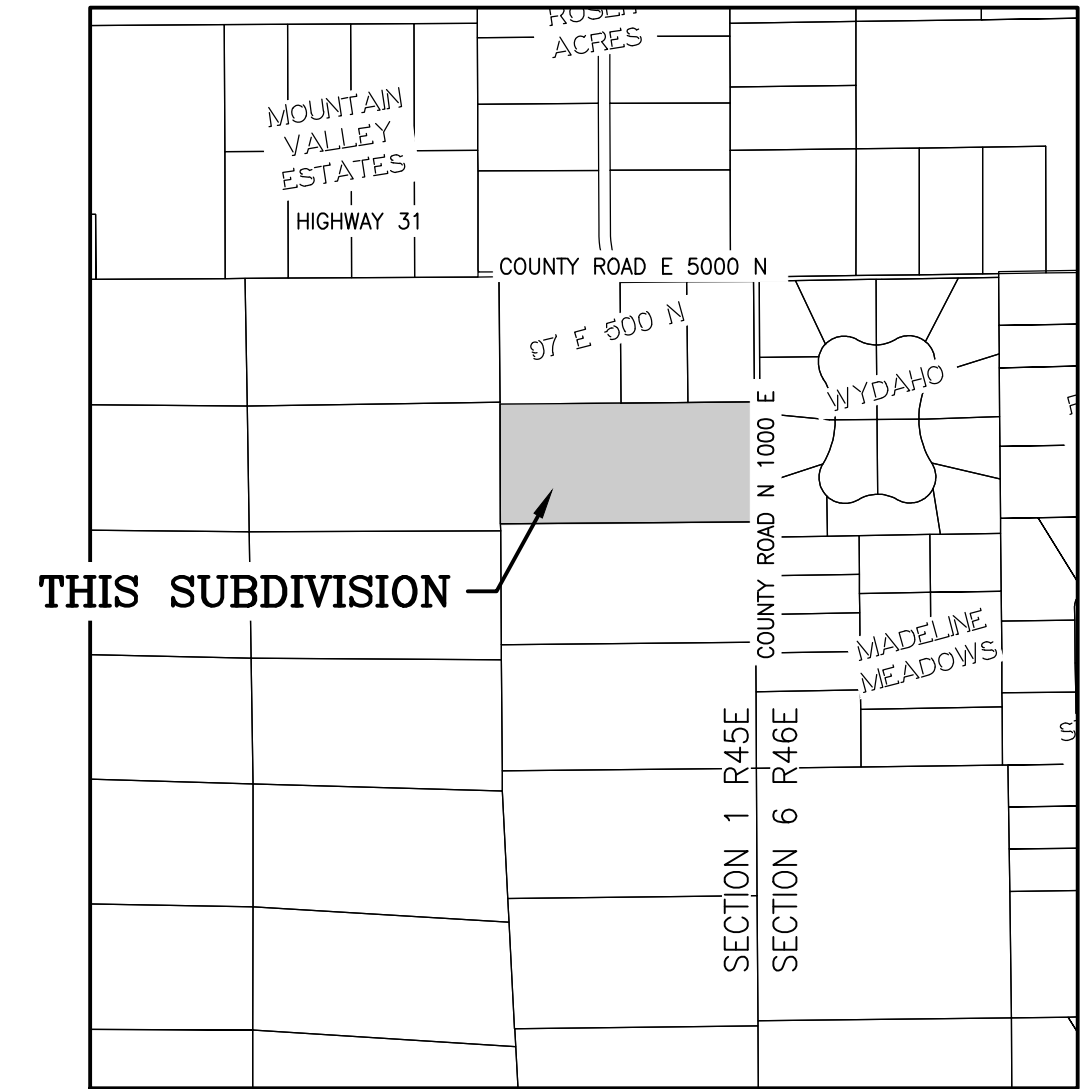 ACRES
MOUNTAIN
VALLEY
ESTATES
HIGHWAY 31
COUNTY ROAD E 5000 N
97 E 500 N
WYDAHO
COUNTY ROAD N 1000 E
THIS SUBDIVISION
MADELINE
MEADOWS
SECTION 1 R45E
SECTION 6 R46E